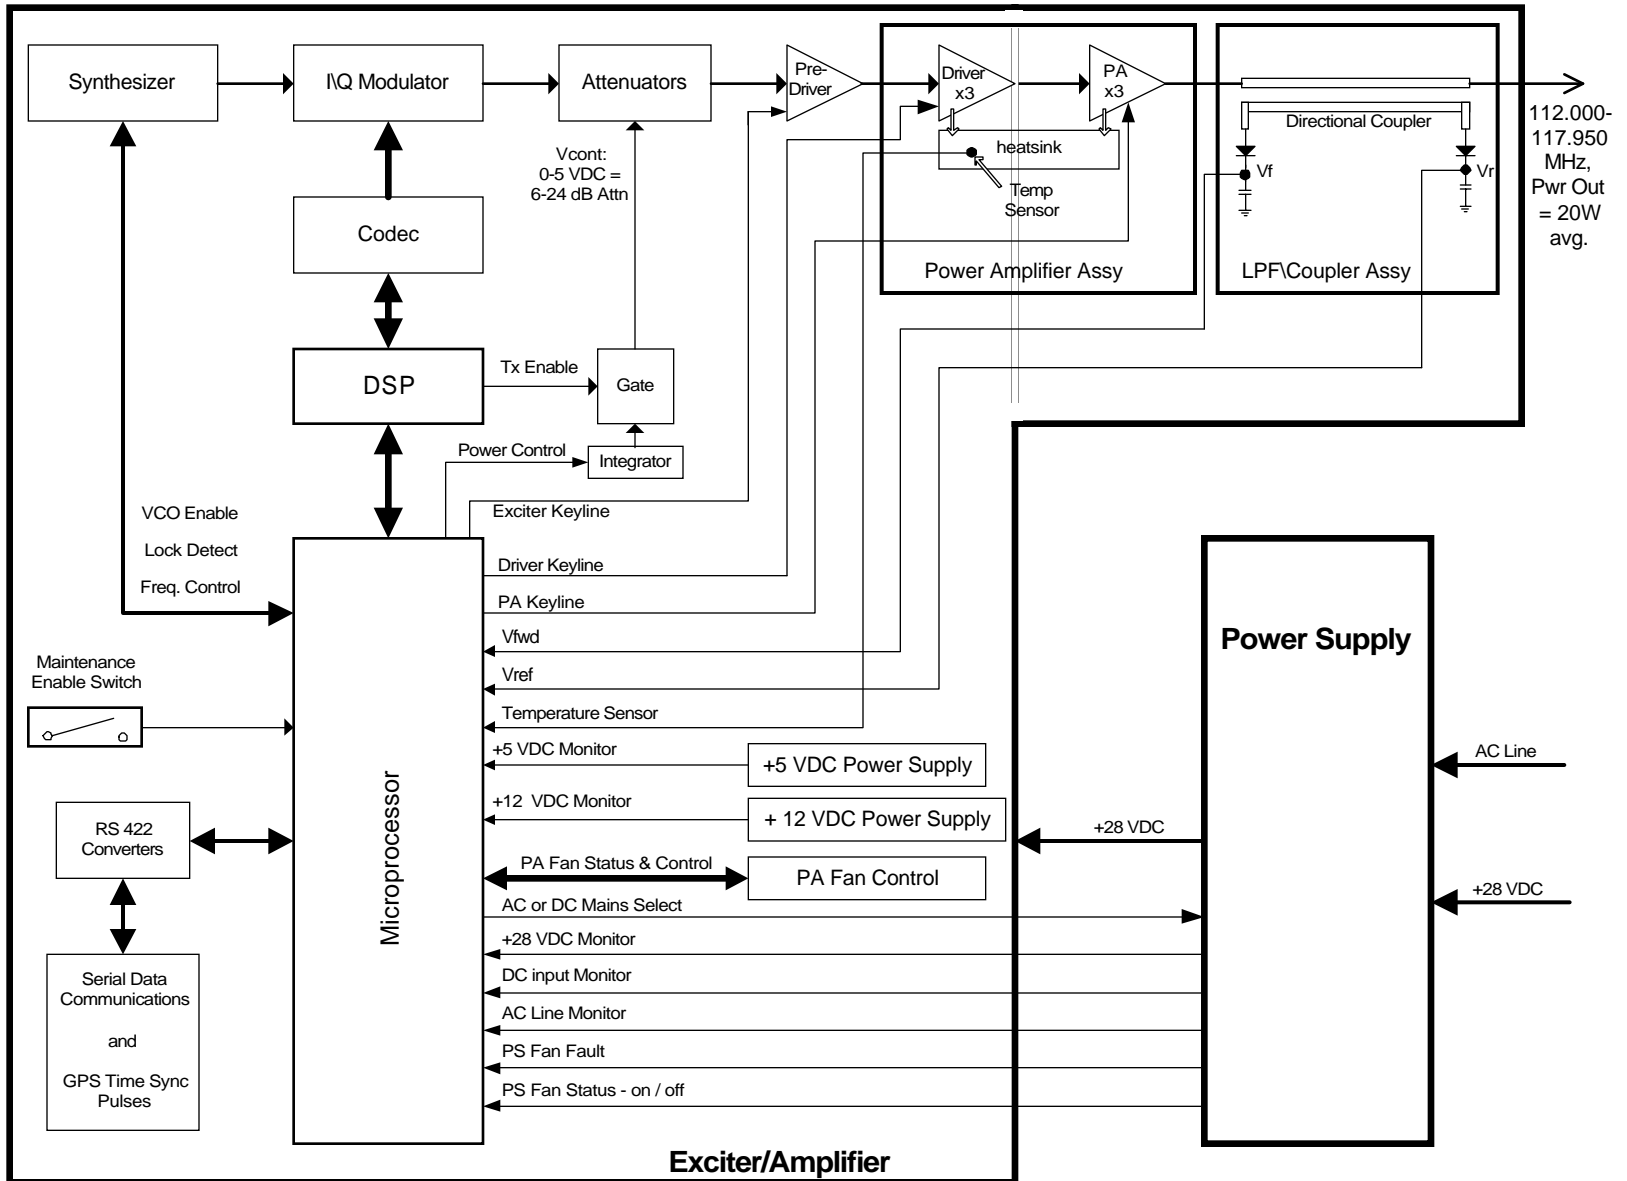 Synthesizer
I\Q Modulator
Attenuators
Pre-
Driver
Driver
x3
PA
x3
Directional Coupler
112.000-
117.950
MHz,
Pwr Out
= 20W
avg.
heatsink
Temp
Sensor
Vf
Vr
Vcont:
0-5 VDC =
6-24 dB Attn
Codec
Power Amplifier Assy
LPF\Coupler Assy
DSP
Tx Enable
Gate
Power Control
Integrator
Exciter Keyline
VCO Enable
Lock Detect
Freq. Control
Driver Keyline
PA Keyline
Vfwd
Vref
Temperature Sensor
Maintenance
Enable Switch
Power Supply
+5 VDC Monitor
+5 VDC Power Supply
AC Line
+12 VDC Monitor
+ 12 VDC Power Supply
RS 422
Converters
Microprocessor
+28 VDC
PA Fan Status & Control
PA Fan Control
+28 VDC
AC or DC Mains Select
+28 VDC Monitor
DC input Monitor
AC Line Monitor
PS Fan Fault
PS Fan Status - on / off
Serial Data
Communications
and
GPS Time Sync
Pulses
Exciter/Amplifier